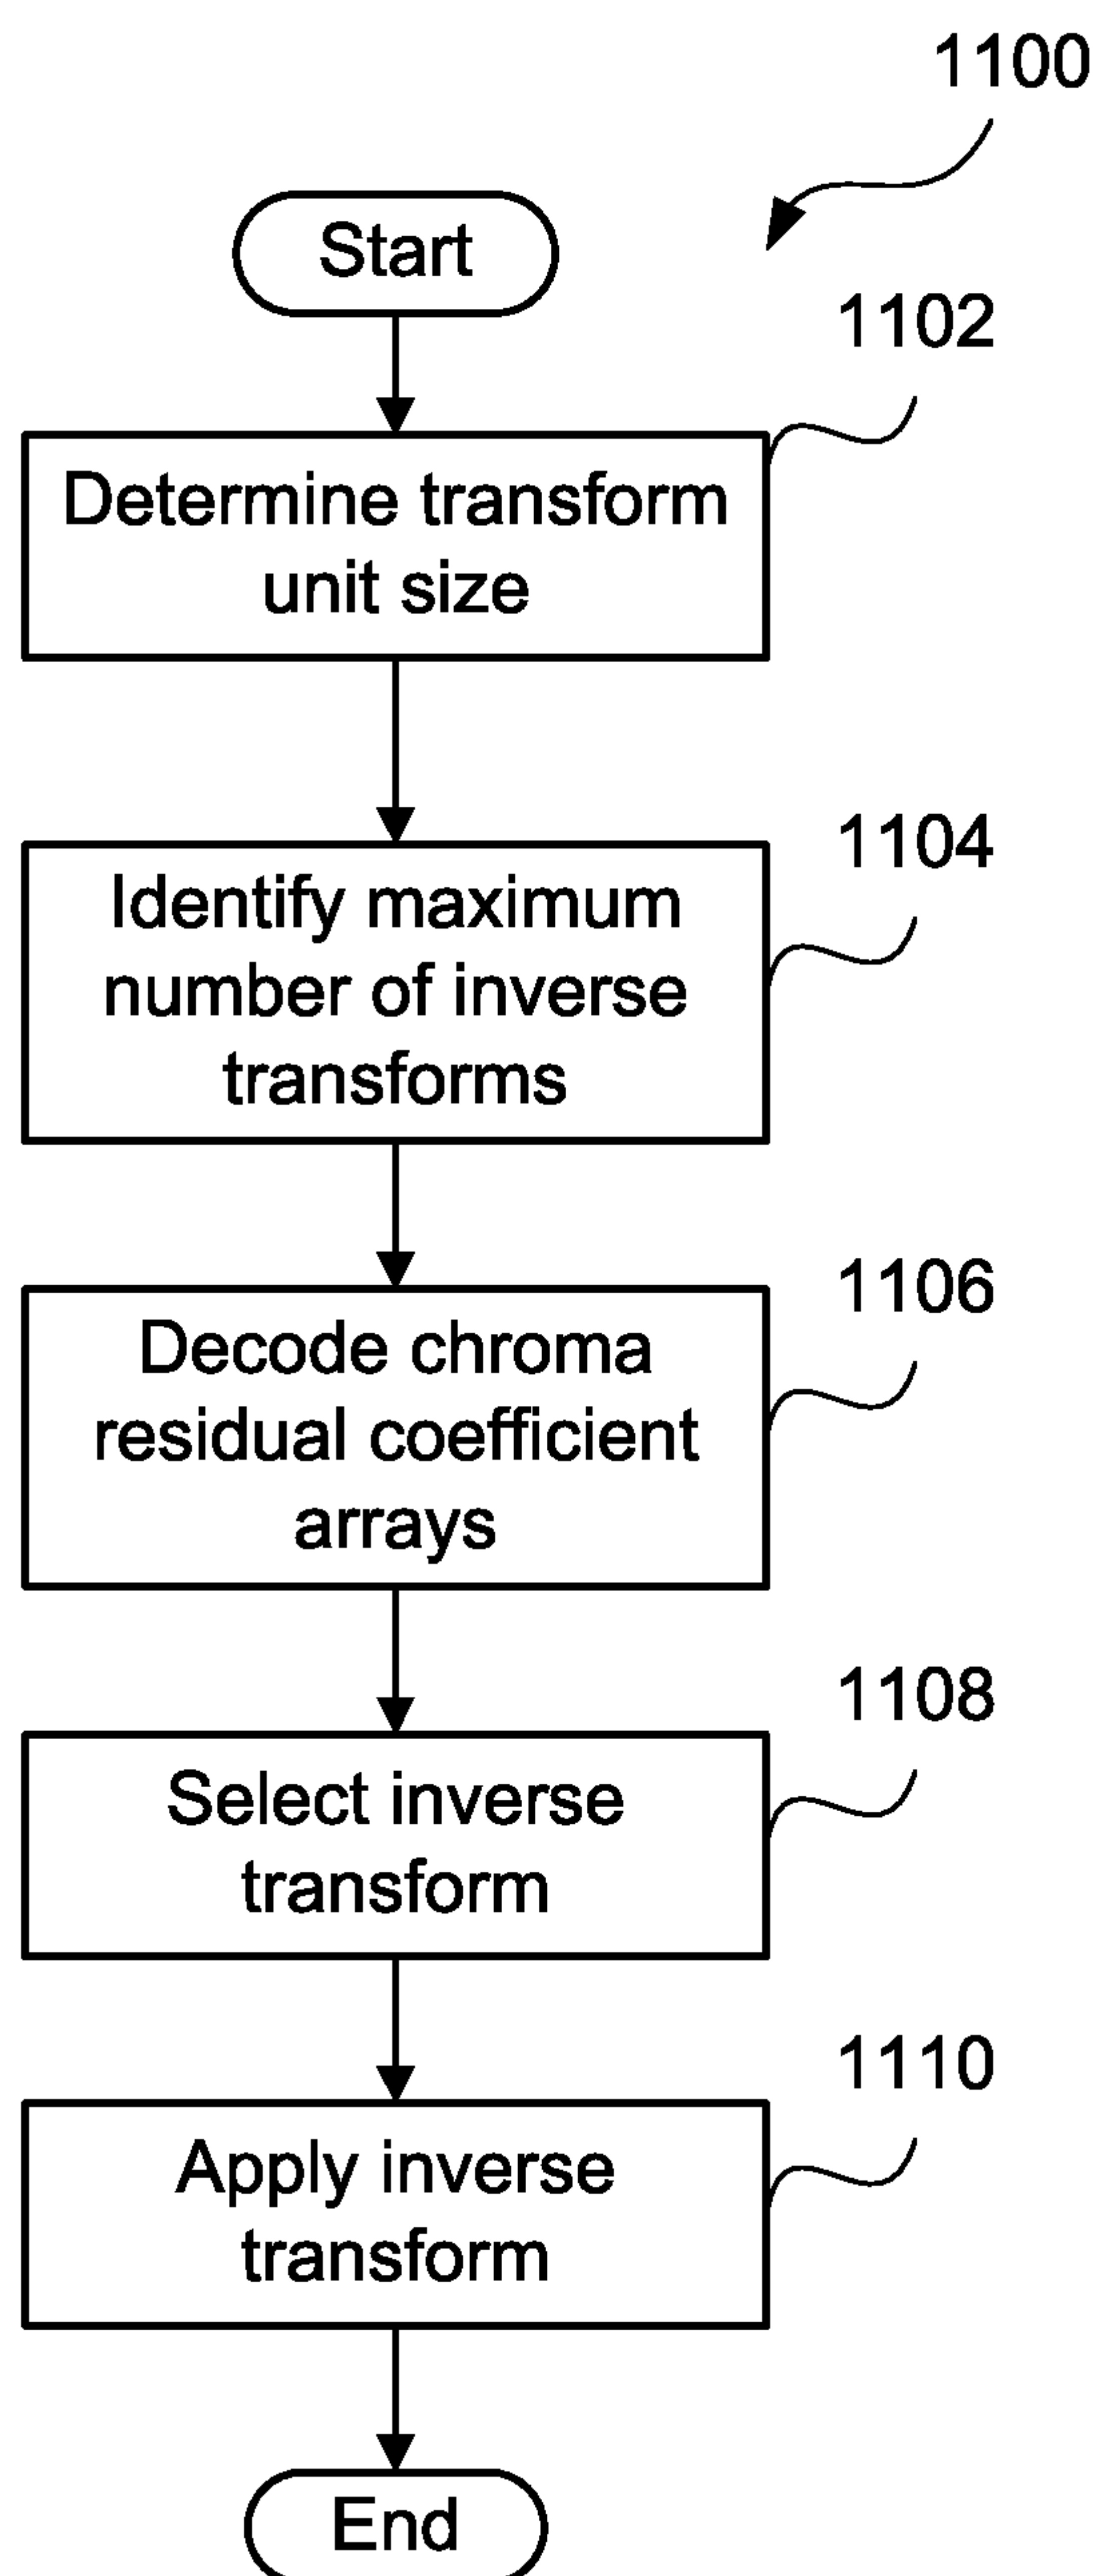 1100
Start
1102
Determine transform
unit size
1104
Identify maximum
number of inverse
transforms
1106
Decode chroma
residual coefficient
arrays
1108
Select inverse
transform
1110
Apply inverse
transform
End